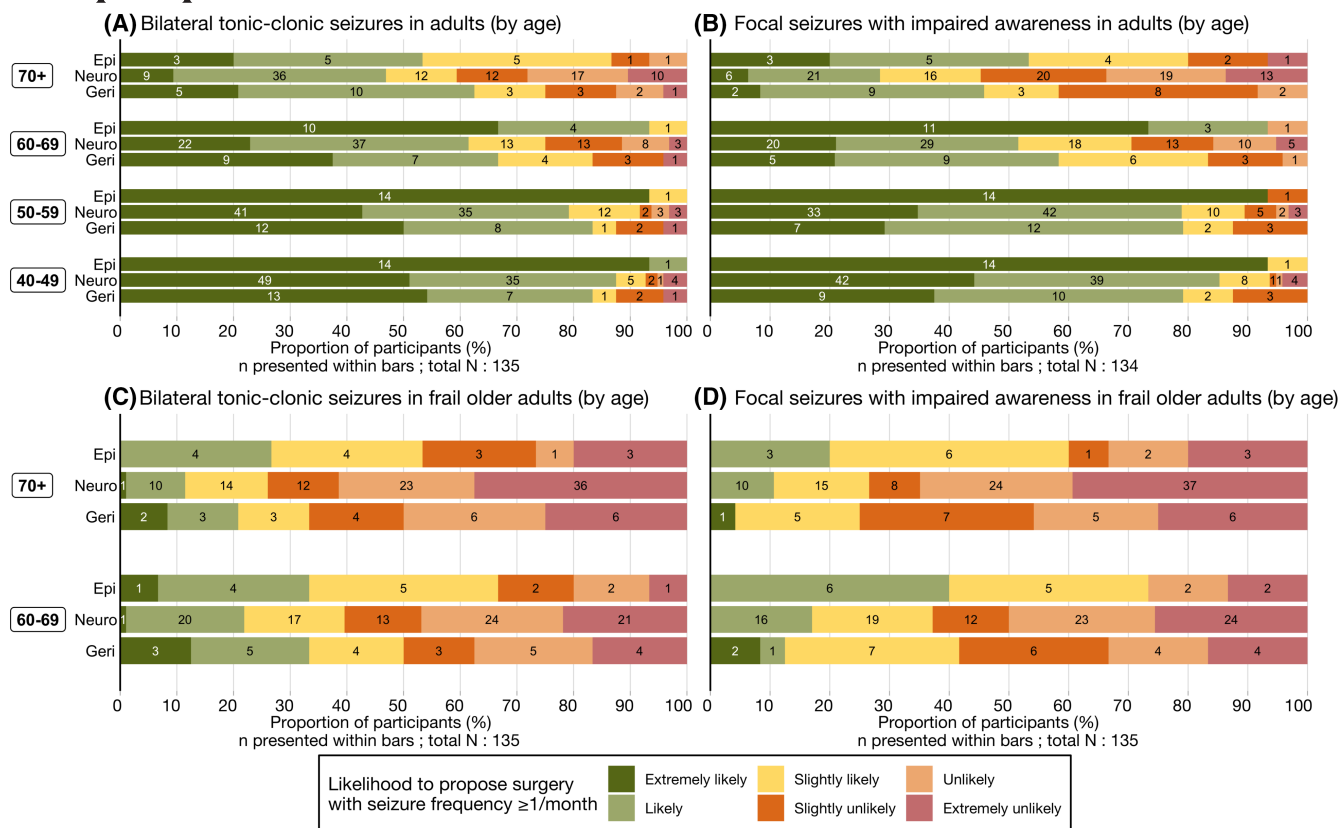 (A) Bilateral tonic-clonic seizures in adults (by age)
70+
Epi 3 5 5 1 1
Neuro 9 36 12 12 17 10
Geri 5 10 3 3 2 1
60-69
Epi 10 4 1
Neuro 22 37 13 13 8 3
Geri 9 7 4 3 1
50-59
Epi 14 1
Neuro 41 35 12 2 3 3
Geri 12 8 1 2 1
40-49
Epi 14 1
Neuro 49 35 5 2 1 4
Geri 13 7 1 2 1
0 10 20 30 40 50 60 70 80 90 100
Proportion of participants (%)
n presented within bars ; total N : 135
(B) Focal seizures with impaired awareness in adults (by age)
3 5 4 2 1
6 21 16 20 19 13
2 9 3 8 2
11 3 1
20 29 18 13 10 5
5 9 6 3 1
14 1
33 42 10 5 2 3
7 12 2 3
14 1
42 39 8 1 1 4
9 10 2 3
0 10 20 30 40 50 60 70 80 90 100
Proportion of participants (%)
n presented within bars ; total N : 134
(C) Bilateral tonic-clonic seizures in frail older adults (by age)
70+
Epi 4 4 3 1 3
Neuro 1 10 14 12 23 36
Geri 2 3 3 4 6 6
60-69
Epi 1 4 5 2 2 1
Neuro 1 20 17 13 24 21
Geri 3 5 4 3 5 4
0 10 20 30 40 50 60 70 80 90 100
Proportion of participants (%)
n presented within bars ; total N : 135
(D) Focal seizures with impaired awareness in frail older adults (by age)
3 6 1 2 3
10 15 8 24 37
1 5 7 5 6
6 5 2 2
16 19 12 23 24
2 1 7 6 4 4
0 10 20 30 40 50 60 70 80 90 100
Proportion of participants (%)
n presented within bars ; total N : 135
Likelihood to propose surgery
with seizure frequency ≥1/month
Extremely likely
Likely
Slightly likely
Slightly unlikely
Unlikely
Extremely unlikely